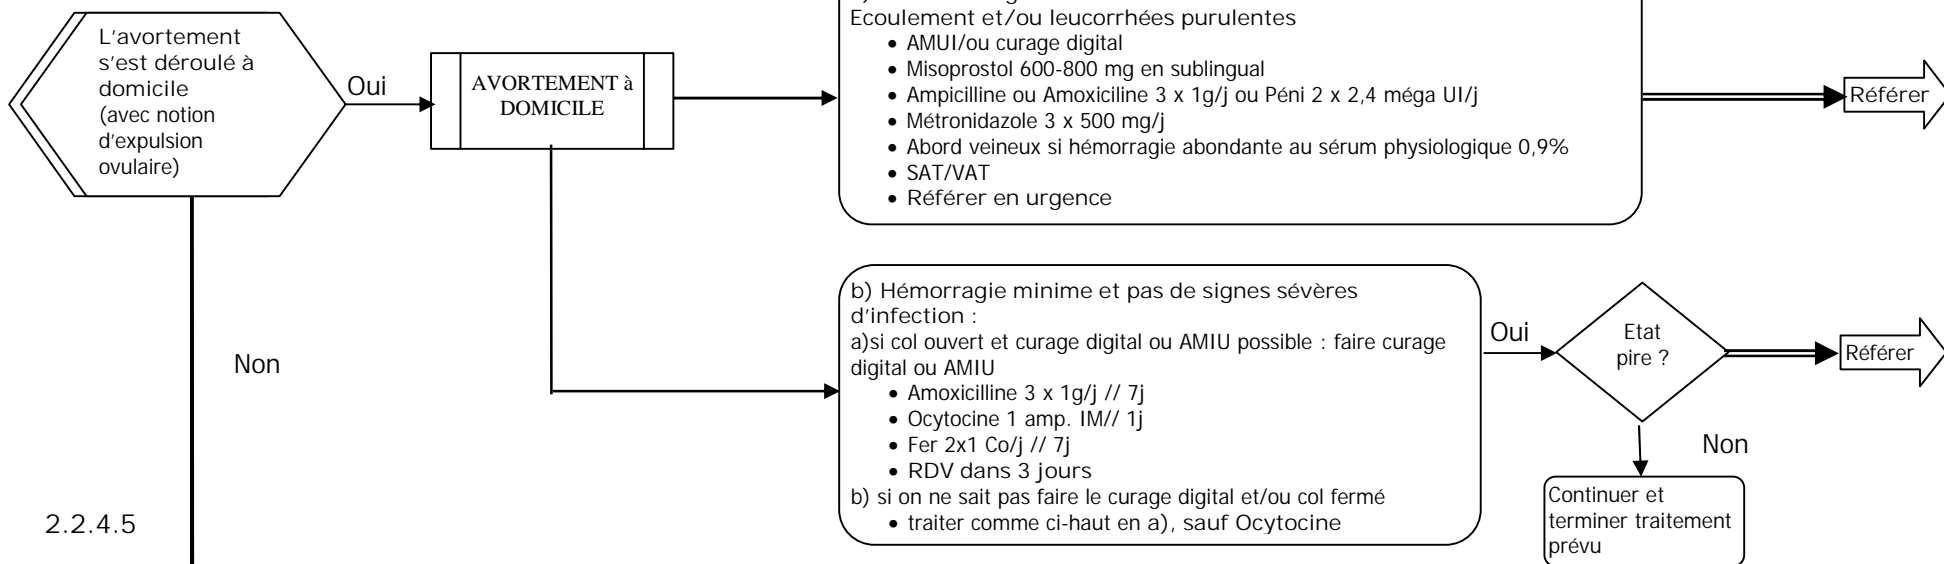 L'avortement
s'est déroulé à
domicile
(avec notion
d'expulsion
ovulaire)
Oui
AVORTEMENT à
DOMICILE
Ecoulement et/ou leucorrhées purulentes
• AMUI/ou curage digital
• Misoprostol 600-800 mg en sublingual
• Ampicilline ou Amoxiciline 3 x 1g/j ou Péni 2 x 2,4 méga UI/j
• Métronidazole 3 x 500 mg/j
• Abord veineux si hémorragie abondante au sérum physiologique 0,9%
• SAT/VAT
• Référer en urgence
Référer
Non
b) Hémorragie minime et pas de signes sévères
d'infection :
a)si col ouvert et curage digital ou AMIU possible : faire curage
digital ou AMIU
• Amoxicilline 3 x 1g/j // 7j
• Ocytocine 1 amp. IM// 1j
• Fer 2x1 Co/j // 7j
• RDV dans 3 jours
b) si on ne sait pas faire le curage digital et/ou col fermé
• traiter comme ci-haut en a), sauf Ocytocine
Oui
Etat
pire ?
Référer
Non
Continuer et
terminer traitement
prévu
2.2.4.5